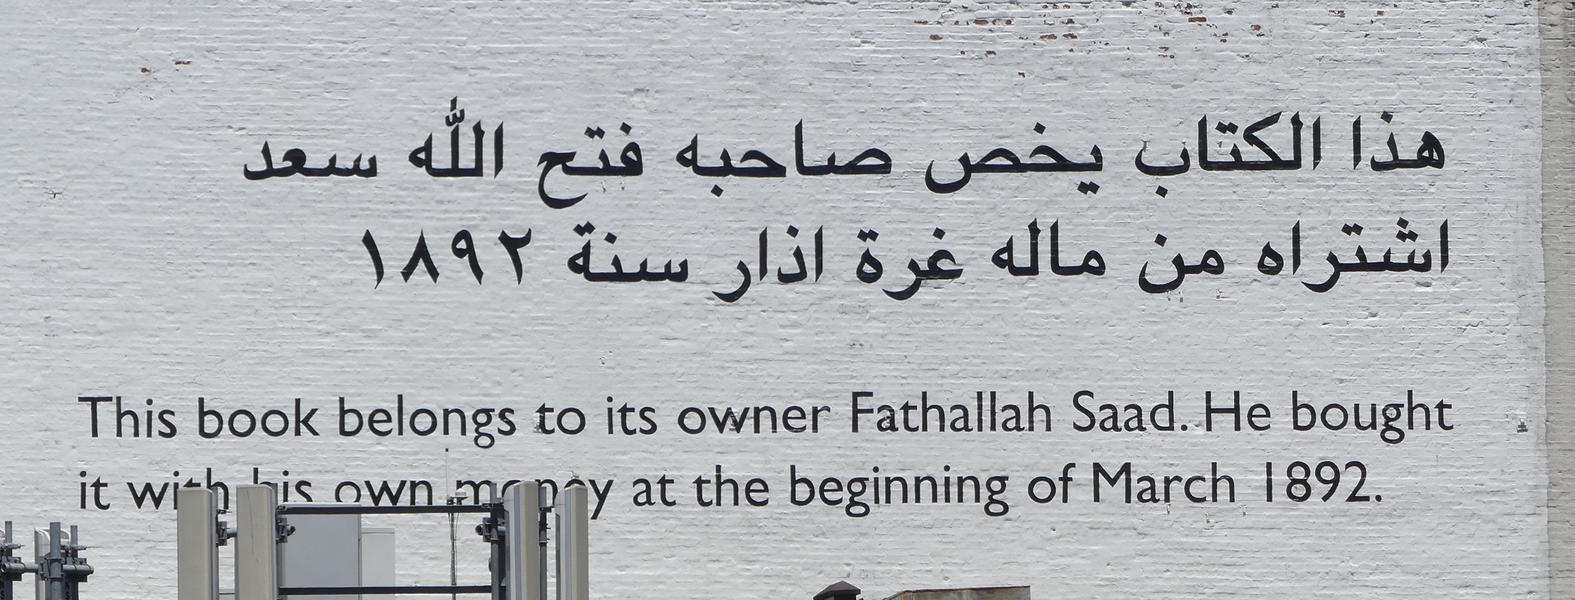 هذا الكتاب يخص صاحبه فتح الله سعد
اشتراه من ماله غرة اذار سنة ١٨٩٢
This book belongs to its owner Fathallah Saad. He bought
it with his own money at the beginning of March 1892.